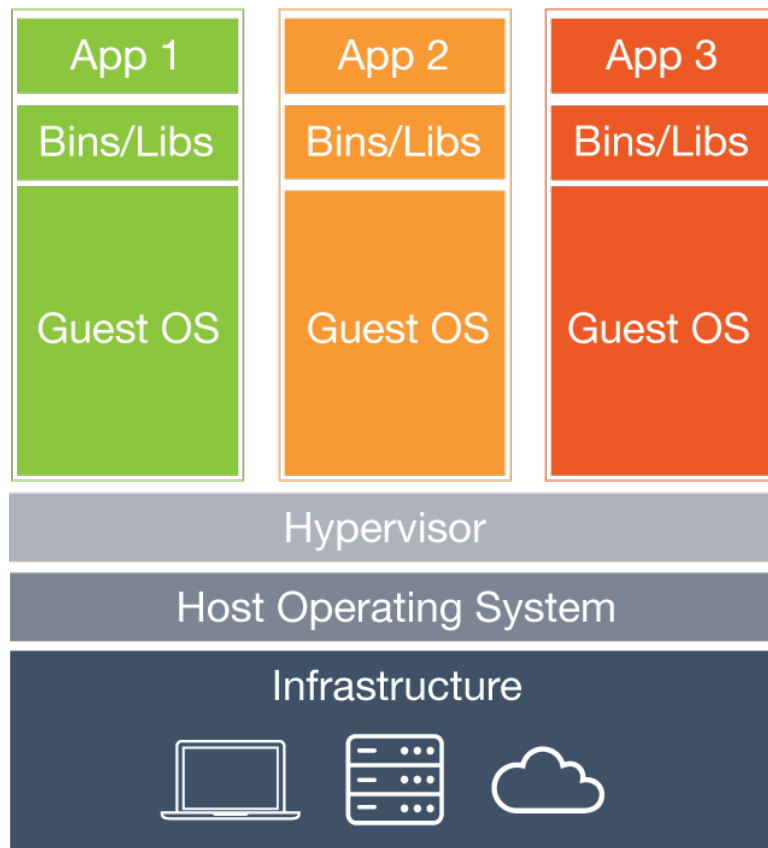 App 1
App 2
App 3
Bins/Libs
Bins/Libs
Bins/Libs
Guest OS
Guest OS
Guest OS
Hypervisor
Host Operating System
Infrastructure